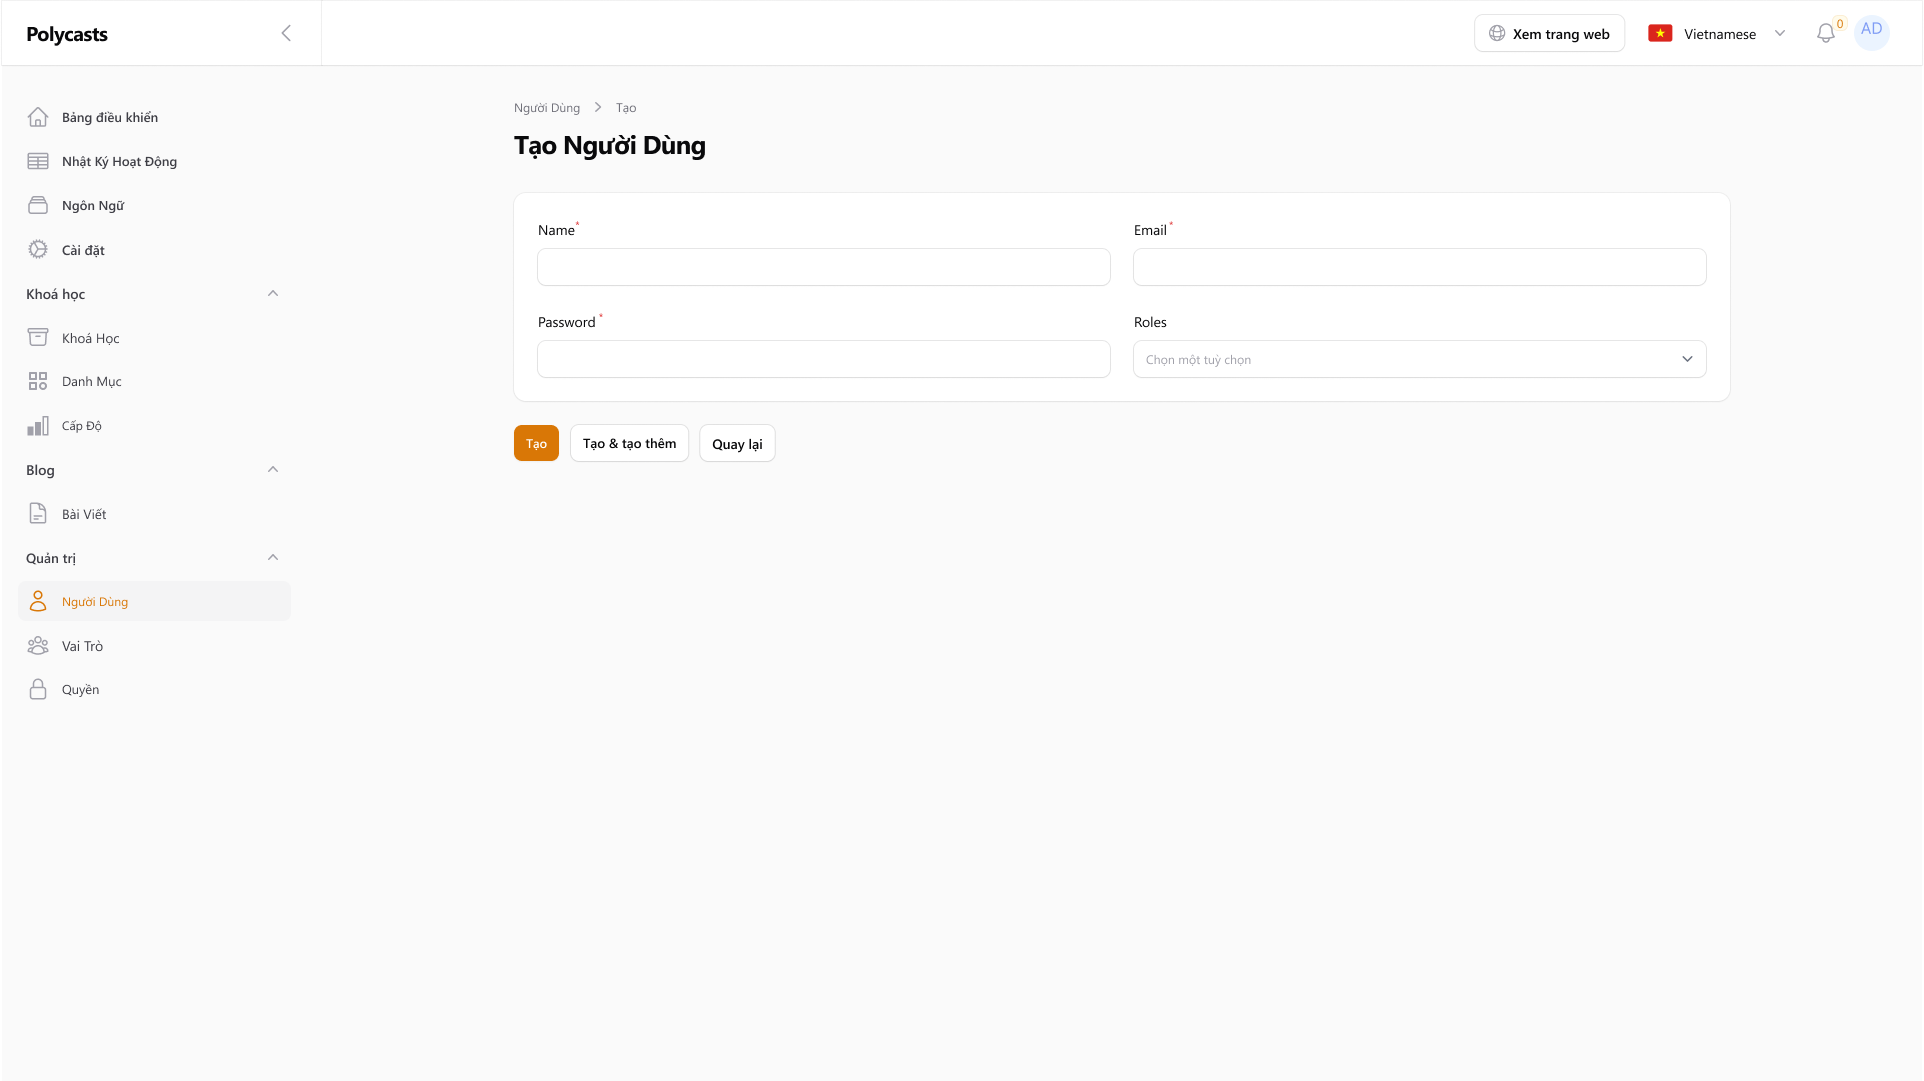 Polycasts
Xem trang web
Vietnamese
0
AD
Bảng điều khiển
Nhật Ký Hoạt Động
Ngôn Ngữ
Cài đặt
Khoá học
Khoá Học
Danh Mục
Cấp Độ
Blog
Bài Viết
Quản trị
Người Dùng
Vai Trò
Quyền
Người Dùng > Tạo
Tạo Người Dùng
Name*
Email*
Password*
Roles
Chọn một tuỳ chọn
Tạo
Tạo & tạo thêm
Quay lại